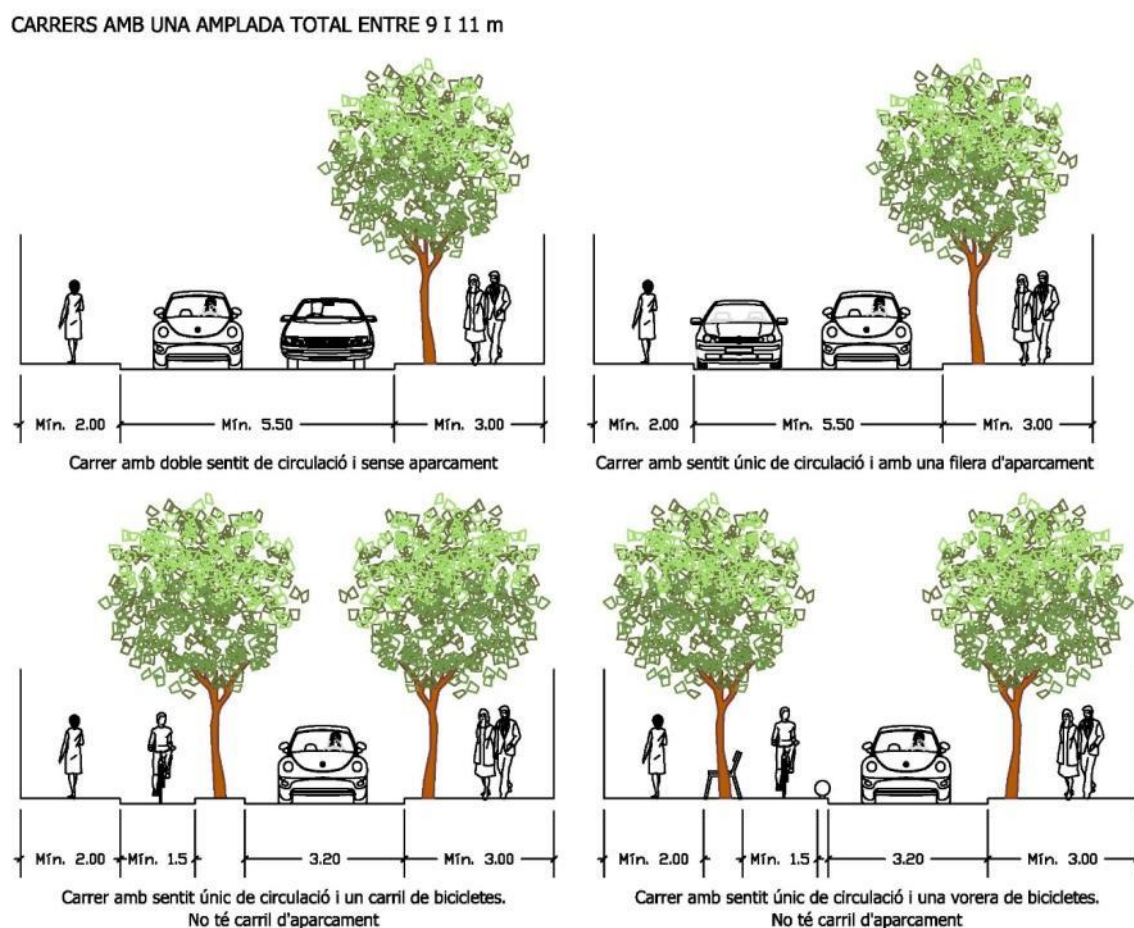 CARRERS AMB UNA AMPLADA TOTAL ENTRE 9 I 11 m
Mín. 2.00 Mín. 5.50 Mín. 3.00
Carrer amb doble sentit de circulació i sense aparcament
Mín. 2.00 Mín. 5.50 Mín. 3.00
Carrer amb sentit únic de circulació i amb una filera d'aparcament
Mín. 2.00 Mín. 1.5 3.20 Mín. 3.00
Carrer amb sentit únic de circulació i un carril de bicicletes.
No té carril d'aparcament
Mín. 2.00 Mín. 1.5 3.20 Mín. 3.00
Carrer amb sentit únic de circulació i una vorera de bicicletes.
No té carril d'aparcament